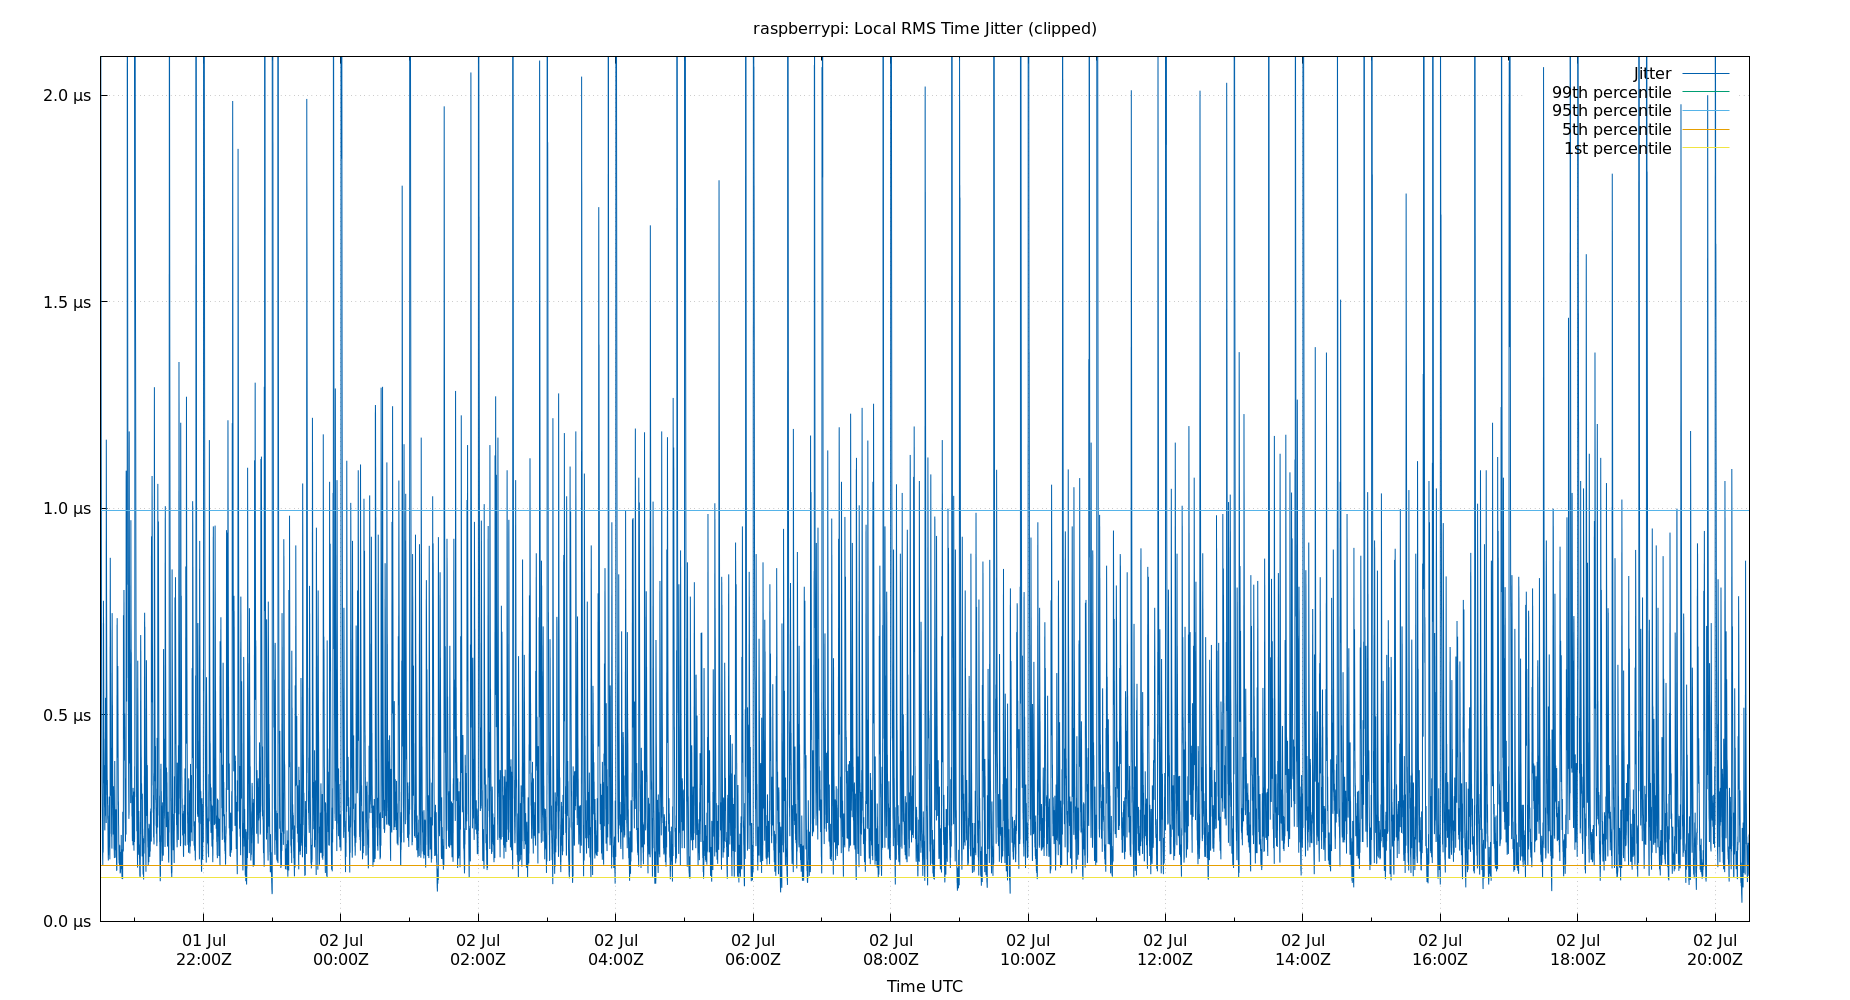 raspberrypi: Local RMS Time Jitter (clipped)
2.0 µs
1.5 µs
1.0 µs
0.5 µs
0.0 µs
Jitter
99th percentile
95th percentile
5th percentile
1st percentile
01 Jul 02 Jul 02 Jul 02 Jul 02 Jul 02 Jul 02 Jul 02 Jul 02 Jul 02 Jul 02 Jul 02 Jul
22:00Z 00:00Z 02:00Z 04:00Z 06:00Z 08:00Z 10:00Z 12:00Z 14:00Z 16:00Z 18:00Z 20:00Z
Time UTC